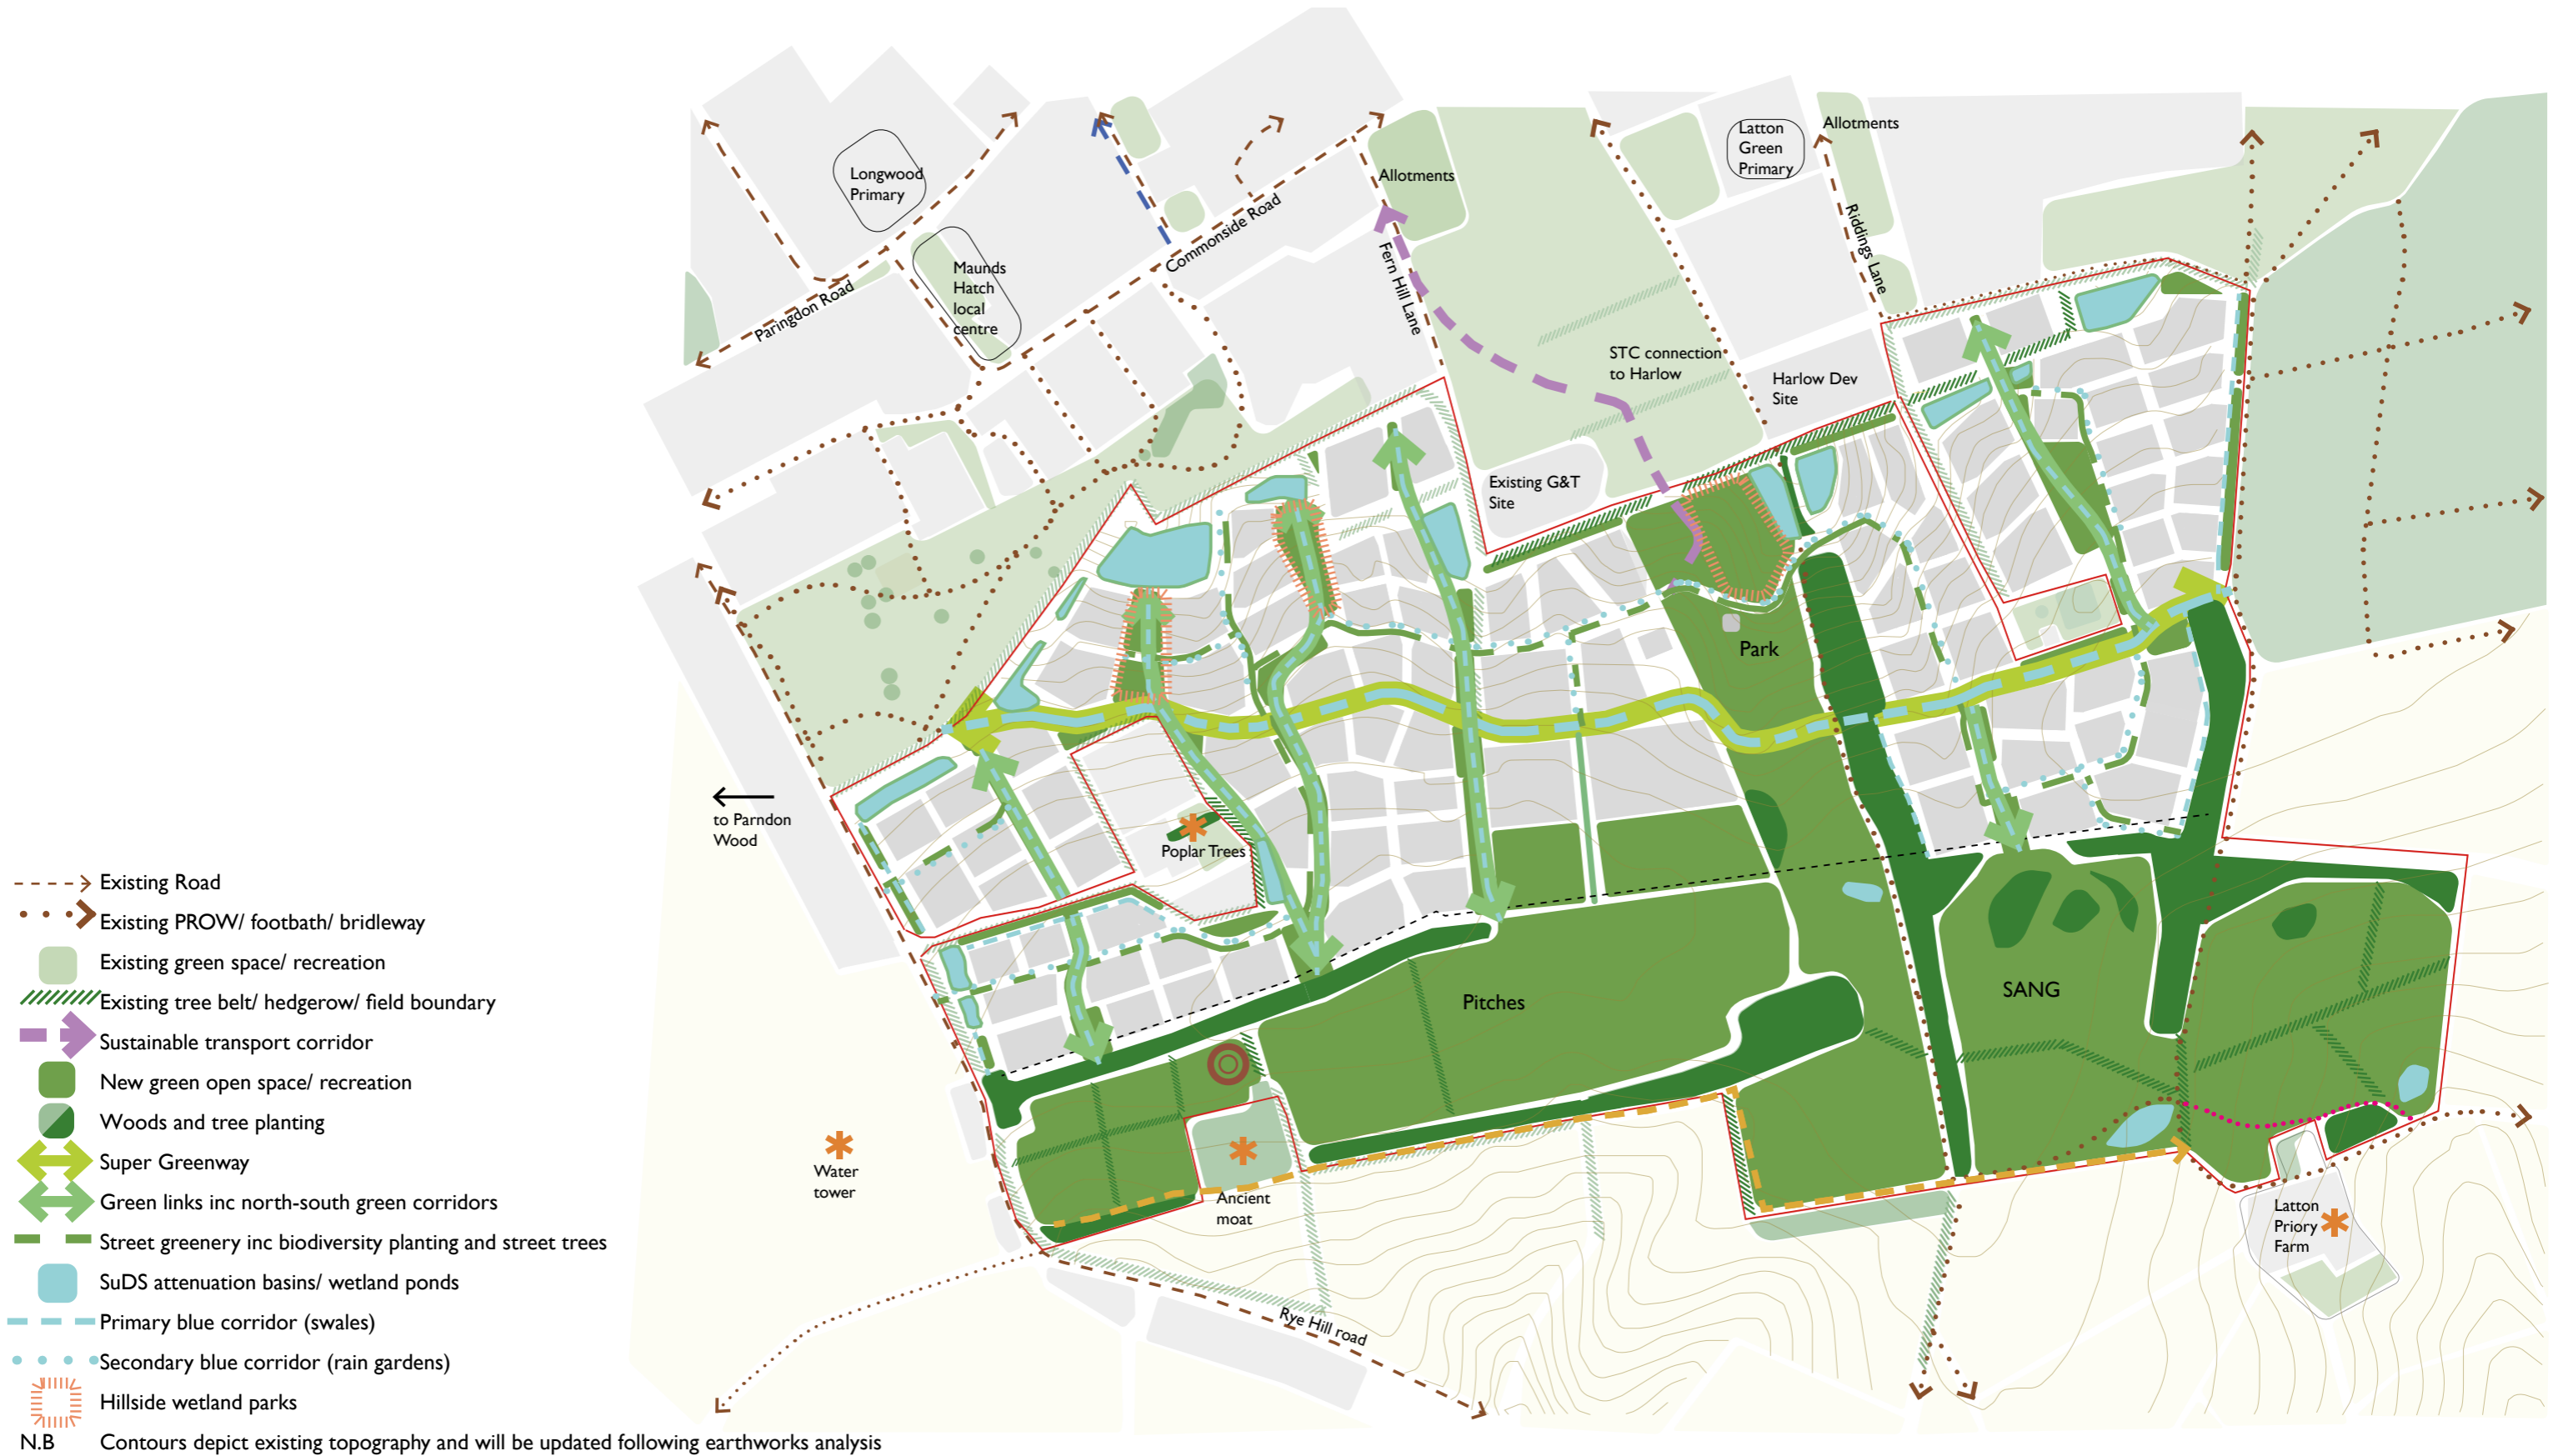 Longwood
Primary
Maunds
Hatch
local
centre
Paringdon Road
Commonside Road
Allotments
Fern Hill Lane
Latton
Green
Primary
Allotments
Riddings Lane
STC connection
to Harlow
Harlow Dev
Site
Existing G&T
Site
Park
to Parndon
Wood
Poplar Trees
Pitches
SANG
Water
tower
Ancient
moat
Latton
Priory
Farm
Rye Hill road
Existing Road
Existing PROW/ footbath/ bridleway
Existing green space/ recreation
Existing tree belt/ hedgerow/ field boundary
Sustainable transport corridor
New green open space/ recreation
Woods and tree planting
Super Greenway
Green links inc north-south green corridors
Street greenery inc biodiversity planting and street trees
SuDS attenuation basins/ wetland ponds
Primary blue corridor (swales)
Secondary blue corridor (rain gardens)
Hillside wetland parks
N.B Contours depict existing topography and will be updated following earthworks analysis